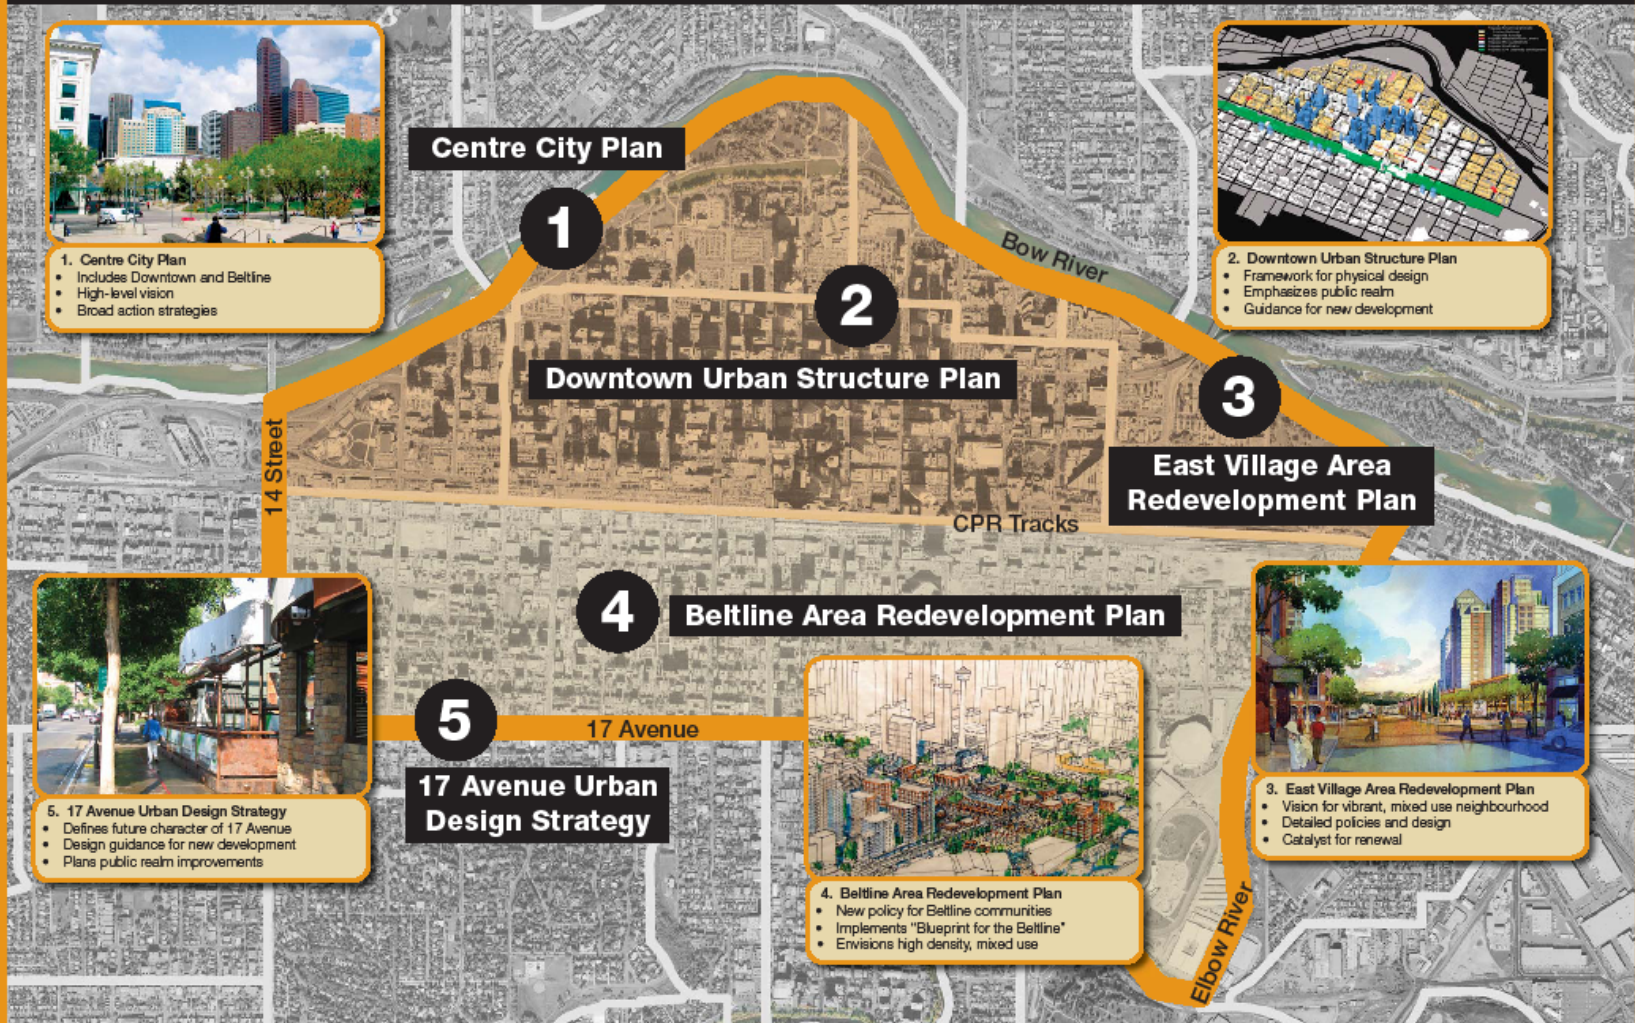 Centre City Plan
1
1. Centre City Plan
• Includes Downtown and Beltline
• High-level vision
• Broad action strategies
2
Downtown Urban Structure Plan
2. Downtown Urban Structure Plan
• Framework for physical design
• Emphasizes public realm
• Guidance for new development
Bow River
3
East Village Area
Redevelopment Plan
14 Street
CPR Tracks
4
Beltline Area Redevelopment Plan
5
17 Avenue
17 Avenue Urban
Design Strategy
5. 17 Avenue Urban Design Strategy
• Defines future character of 17 Avenue
• Design guidance for new development
• Plans public realm improvements
4. Beltline Area Redevelopment Plan
• New policy for Beltline communities
• Implements "Blueprint for the Beltline"
• Envisions high density, mixed use
3. East Village Area Redevelopment Plan
• Vision for vibrant, mixed use neighbourhood
• Detailed policies and design
• Catalyst for renewal
Elbow River